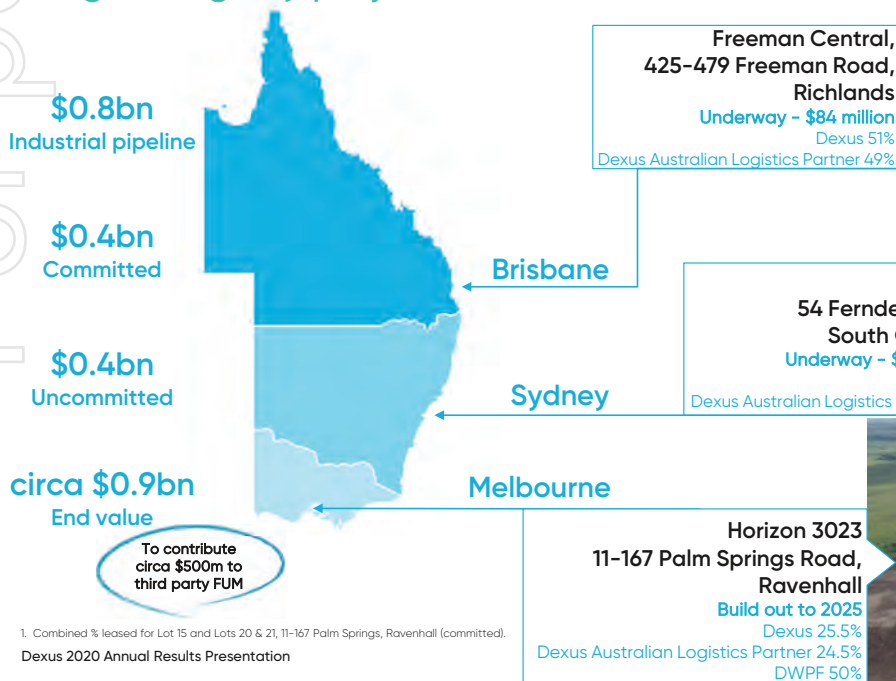 $0.8bn
Industrial pipeline
$0.4bn
Committed
$0.4bn
Uncommitted
circa $0.9bn
End value
To contribute
circa $500m to
third party FUM
Brisbane
Sydney
Melbourne
Freeman Central,
425-479 Freeman Road,
Richlands
Underway - $84 million
Dexus 51%
Dexus Australian Logistics Partner 49%
54
South
Underway - $
Dexus Australian Logistics
Horizon 3023
11-167 Palm Springs Road,
Ravenhall
Build out to 2025
Dexus 25.5%
Dexus Australian Logistics Partner 24.5%
DWPF 50%
1. Combined % leased for Lot 15 and Lots 20 & 21, 11-167 Palm Springs, Ravenhall (committed).
Dexus 2020 Annual Results Presentation